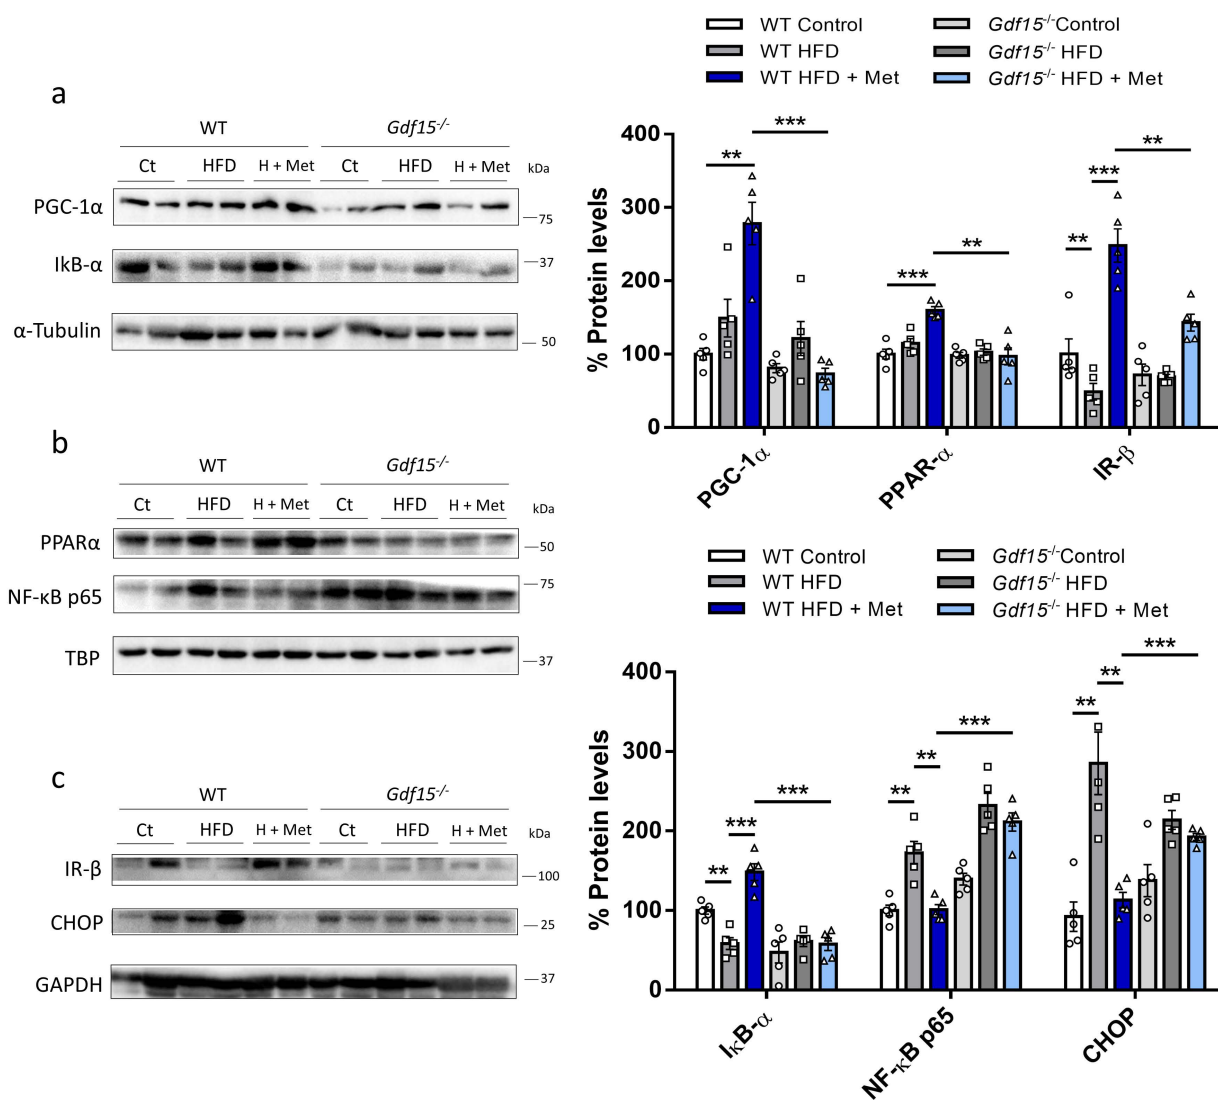 a
WT Gdf15-/-
Ct HFD H + Met Ct HFD H + Met kDa
PGC-1α
75
IkB-α
37
α-Tubulin
50
b
WT Gdf15-/-
Ct HFD H + Met Ct HFD H + Met kDa
PPARα
50
NF-κB p65
75
TBP
37
c
WT Gdf15-/-
Ct HFD H + Met Ct HFD H + Met kDa
IR-β
100
CHOP
25
GAPDH
37
WT Control Gdf15-/-Control
WT HFD Gdf15-/- HFD
WT HFD + Met Gdf15-/- HFD + Met
% Protein levels
400
300
200
100
0
** ***
*** **
** *** **
PGC-1α PPAR-α IR-β
WT Control Gdf15-/-Control
WT HFD Gdf15-/- HFD
WT HFD + Met Gdf15-/- HFD + Met
% Protein levels
400
300
200
100
0
** *** ***
** ** ***
** ** ***
IκB-α NF-κB p65 CHOP